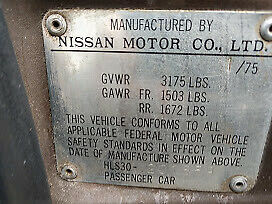 MANUFACTURED BY
NISSAN MOTOR CO., LTD.
/75
GVWR 3175 LBS.
GAWR FR. 1503 LBS.
RR. 1672 LBS.
THIS VEHICLE CONFORMS TO ALL
APPLICABLE FEDERAL MOTOR VEHICLE
SAFETY STANDARDS IN EFFECT ON THE
DATE OF MANUFACTURE SHOWN ABOVE.
HLS30-
PASSENGER CAR